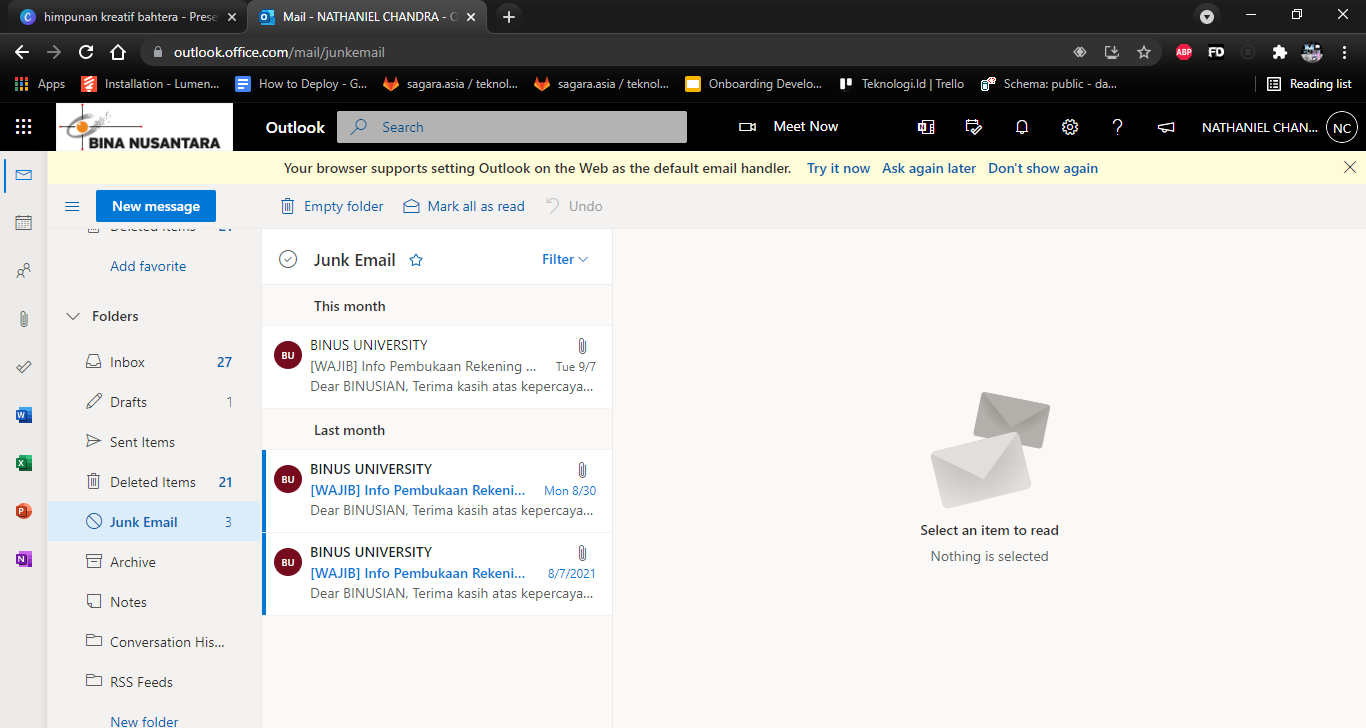 himpunan kreatif bahtera - Prese
Mail - NATHANIEL CHANDRA - O
outlook.office.com/mail/junkemail
ABP
FD
Apps
Installation - Lumen...
How to Deploy - G...
sagara.asia / teknol...
sagara.asia / teknol...
Onboarding Develo...
Teknologi.Id | Trello
Schema: public - da...
Reading list
BINA NUSANTARA
Outlook
Search
Meet Now
NATHANIEL CHAN...
NC
Your browser supports setting Outlook on the Web as the default email handler. Try it now Ask again later Don't show again
New message
Empty folder
Mark all as read
Undo
Deleted Items 21
Add favorite
Folders
Inbox 27
Drafts 1
Sent Items
Deleted Items 21
Junk Email 3
Archive
Notes
Conversation His...
RSS Feeds
New folder
Junk Email
Filter
This month
BU
BINUS UNIVERSITY
[WAJIB] Info Pembukaan Rekening ... Tue 9/7
Dear BINUSIAN, Terima kasih atas kepercaya...
Last month
BU
BINUS UNIVERSITY
[WAJIB] Info Pembukaan Rekeni... Mon 8/30
Dear BINUSIAN, Terima kasih atas kepercaya...
BU
BINUS UNIVERSITY
[WAJIB] Info Pembukaan Rekeni... 8/7/2021
Dear BINUSIAN, Terima kasih atas kepercaya...
Select an item to read
Nothing is selected